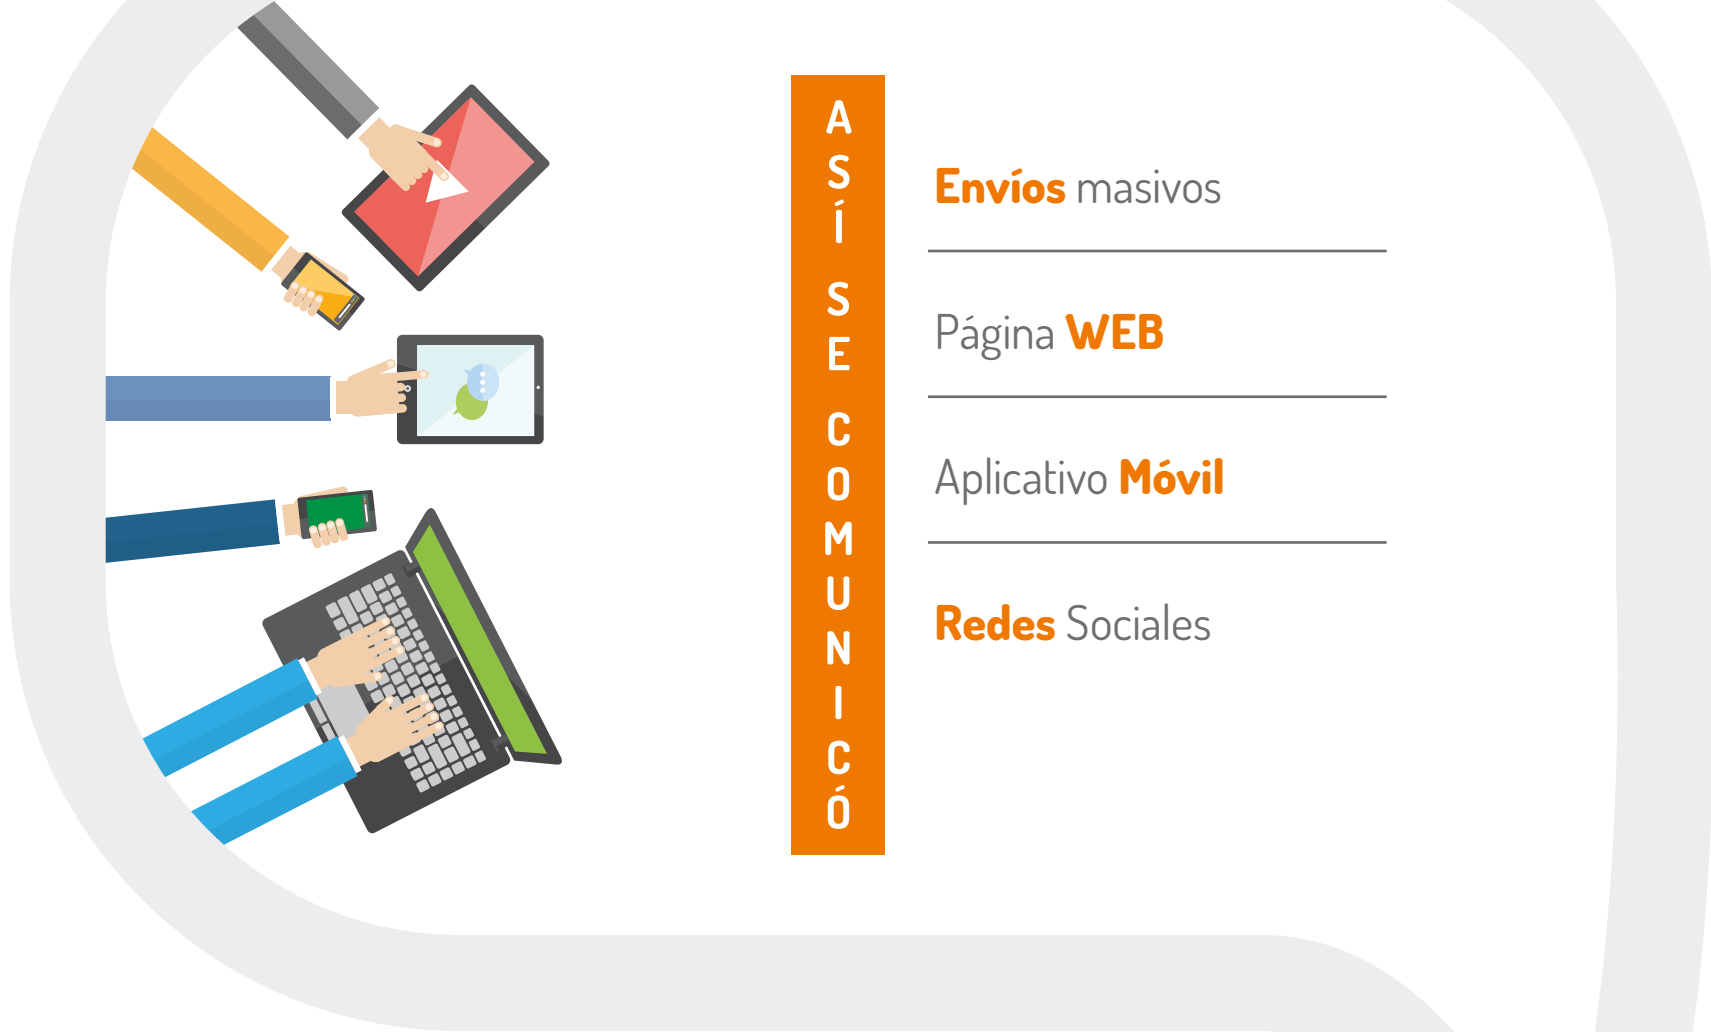 ASÍ SE COMUNICÓ
Envíos masivos
Página WEB
Aplicativo Móvil
Redes Sociales